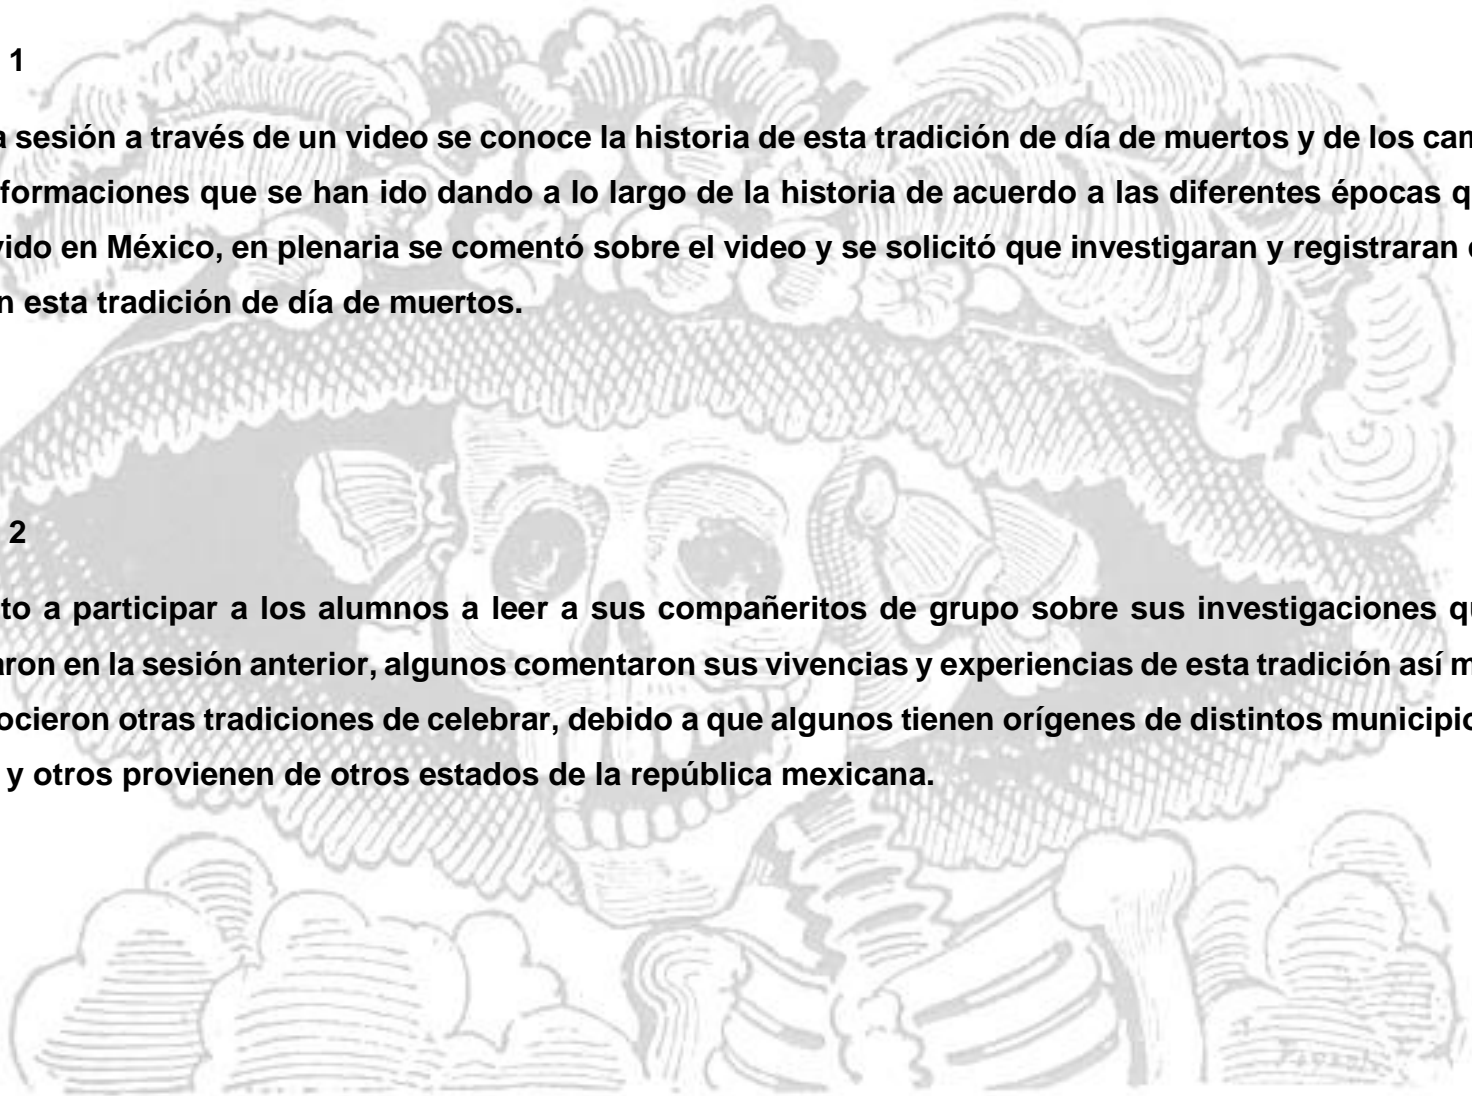 1
a sesión a través de un video se conoce la historia de esta tradición de día de muertos y de los cam
formaciones que se han ido dando a lo largo de la historia de acuerdo a las diferentes épocas q
vido en México, en plenaria se comentó sobre el video y se solicitó que investigaran y registraran
n esta tradición de día de muertos.
2
to a participar a los alumnos a leer a sus compañeritos de grupo sobre sus investigaciones qu
aron en la sesión anterior, algunos comentaron sus vivencias y experiencias de esta tradición así m
ocieron otras tradiciones de celebrar, debido a que algunos tienen orígenes de distintos municipio
y otros provienen de otros estados de la república mexicana.